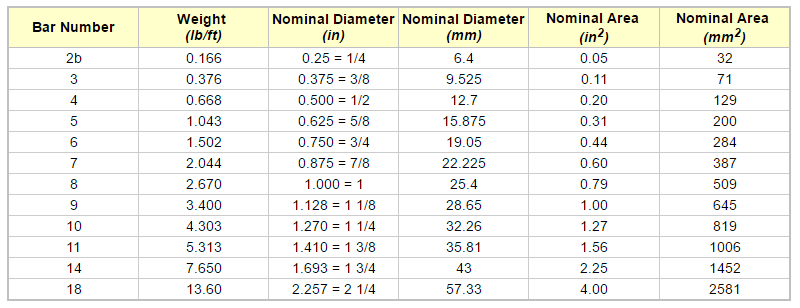 Bar Number Weight (lb/ft) Nominal Diameter (in) Nominal Diameter (mm) Nominal Area (in2) Nominal Area (mm2)
2b 0.166 0.25 = 1/4 6.4 0.05 32
3 0.376 0.375 = 3/8 9.525 0.11 71
4 0.668 0.500 = 1/2 12.7 0.20 129
5 1.043 0.625 = 5/8 15.875 0.31 200
6 1.502 0.750 = 3/4 19.05 0.44 284
7 2.044 0.875 = 7/8 22.225 0.60 387
8 2.670 1.000 = 1 25.4 0.79 509
9 3.400 1.128 = 1 1/8 28.65 1.00 645
10 4.303 1.270 = 1 1/4 32.26 1.27 819
11 5.313 1.410 = 1 3/8 35.81 1.56 1006
14 7.650 1.693 = 1 3/4 43 2.25 1452
18 13.60 2.257 = 2 1/4 57.33 4.00 2581